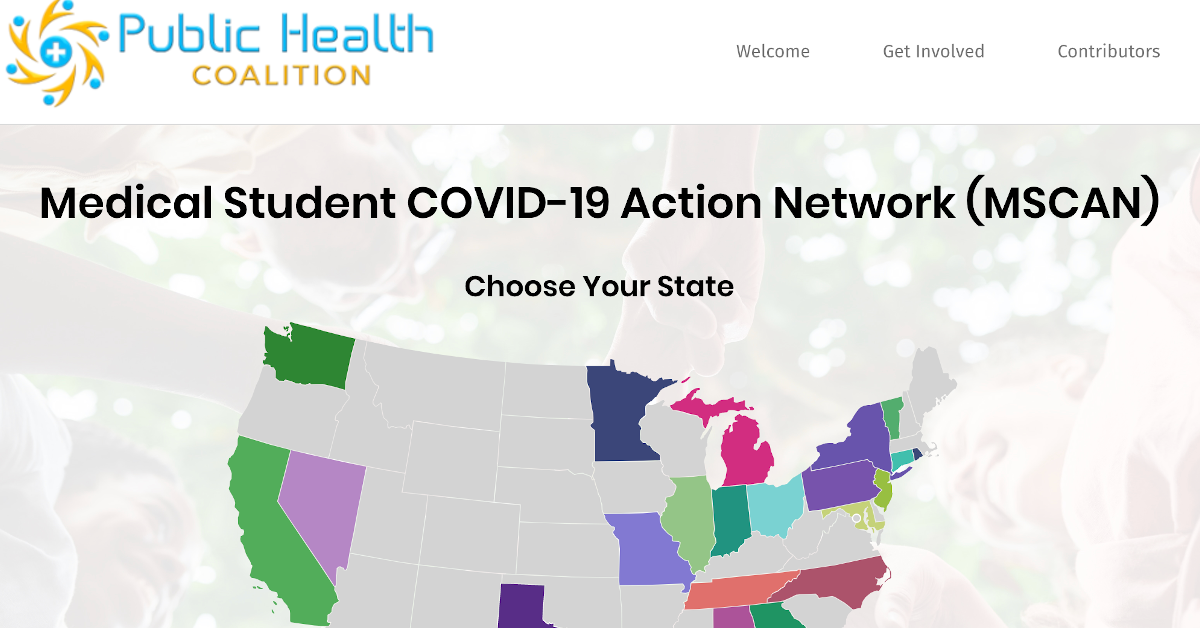 Public Health
COALITION
Welcome
Get Involved
Contributors
Medical Student COVID-19 Action Network (MSCAN)
Choose Your State